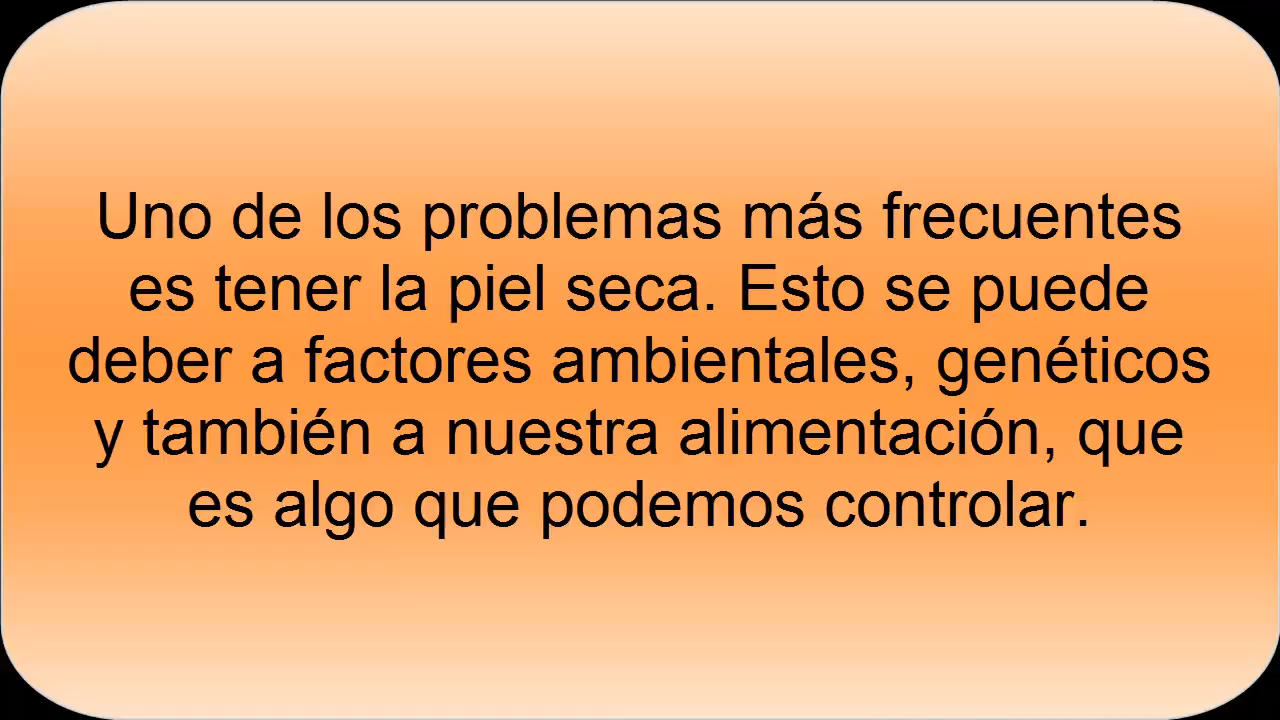 Uno de los problemas más frecuentes
es tener la piel seca. Esto se puede
deber a factores ambientales, genéticos
y también a nuestra alimentación, que
es algo que podemos controlar.